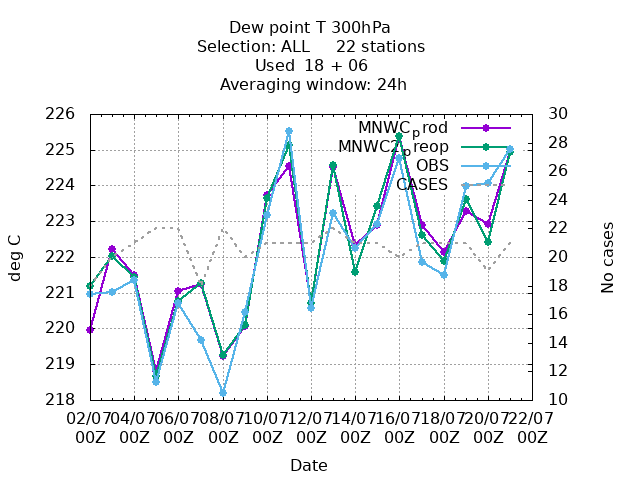 Dew point T 300hPa
Selection: ALL 22 stations
Used 18 + 06
Averaging window: 24h
226
225
224
223
222
221
220
219
218
30
28
26
24
22
20
18
16
14
12
10
MNWC_prod
MNWC2_preop
OBS
CASES
deg C
No cases
02/07 04/07 06/07 08/07 10/07 12/07 14/07 16/07 18/07 20/07 22/07
00Z 00Z 00Z 00Z 00Z 00Z 00Z 00Z 00Z 00Z 00Z
Date